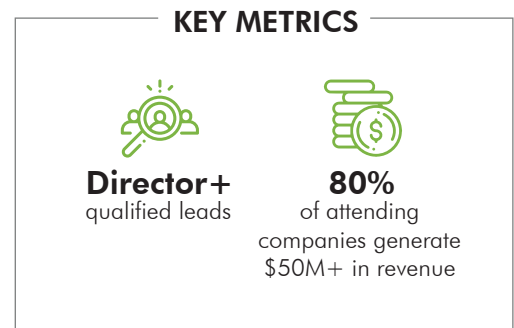 KEY METRICS
$
Director+
qualified leads
80%
of attending
companies generate
$50M+ in revenue